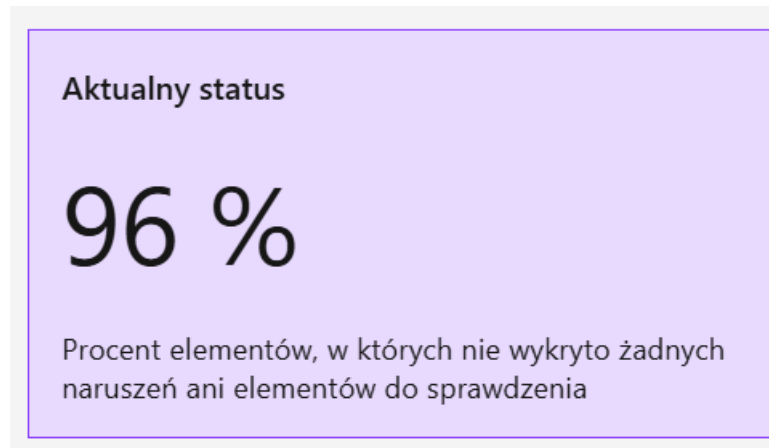 Aktualny status
96 %
Procent elementów, w których nie wykryto żadnych
naruszeń ani elementów do sprawdzenia